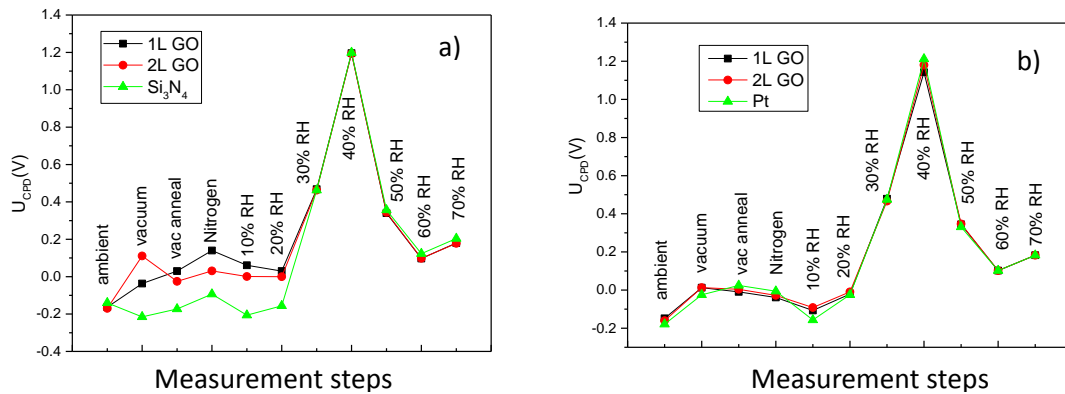 a)
1L GO
2L GO
Si₃N₄
U_CPD(V)
1.4
1.2
1.0
0.8
0.6
0.4
0.2
0.0
-0.2
-0.4
ambient
vacuum
vac anneal
Nitrogen
10% RH
20% RH
30% RH
40% RH
50% RH
60% RH
70% RH
Measurement steps
b)
1L GO
2L GO
Pt
U_CPD(V)
1.4
1.2
1.0
0.8
0.6
0.4
0.2
0.0
-0.2
ambient
vacuum
vac anneal
Nitrogen
10% RH
20% RH
30% RH
40% RH
50% RH
60% RH
70% RH
Measurement steps